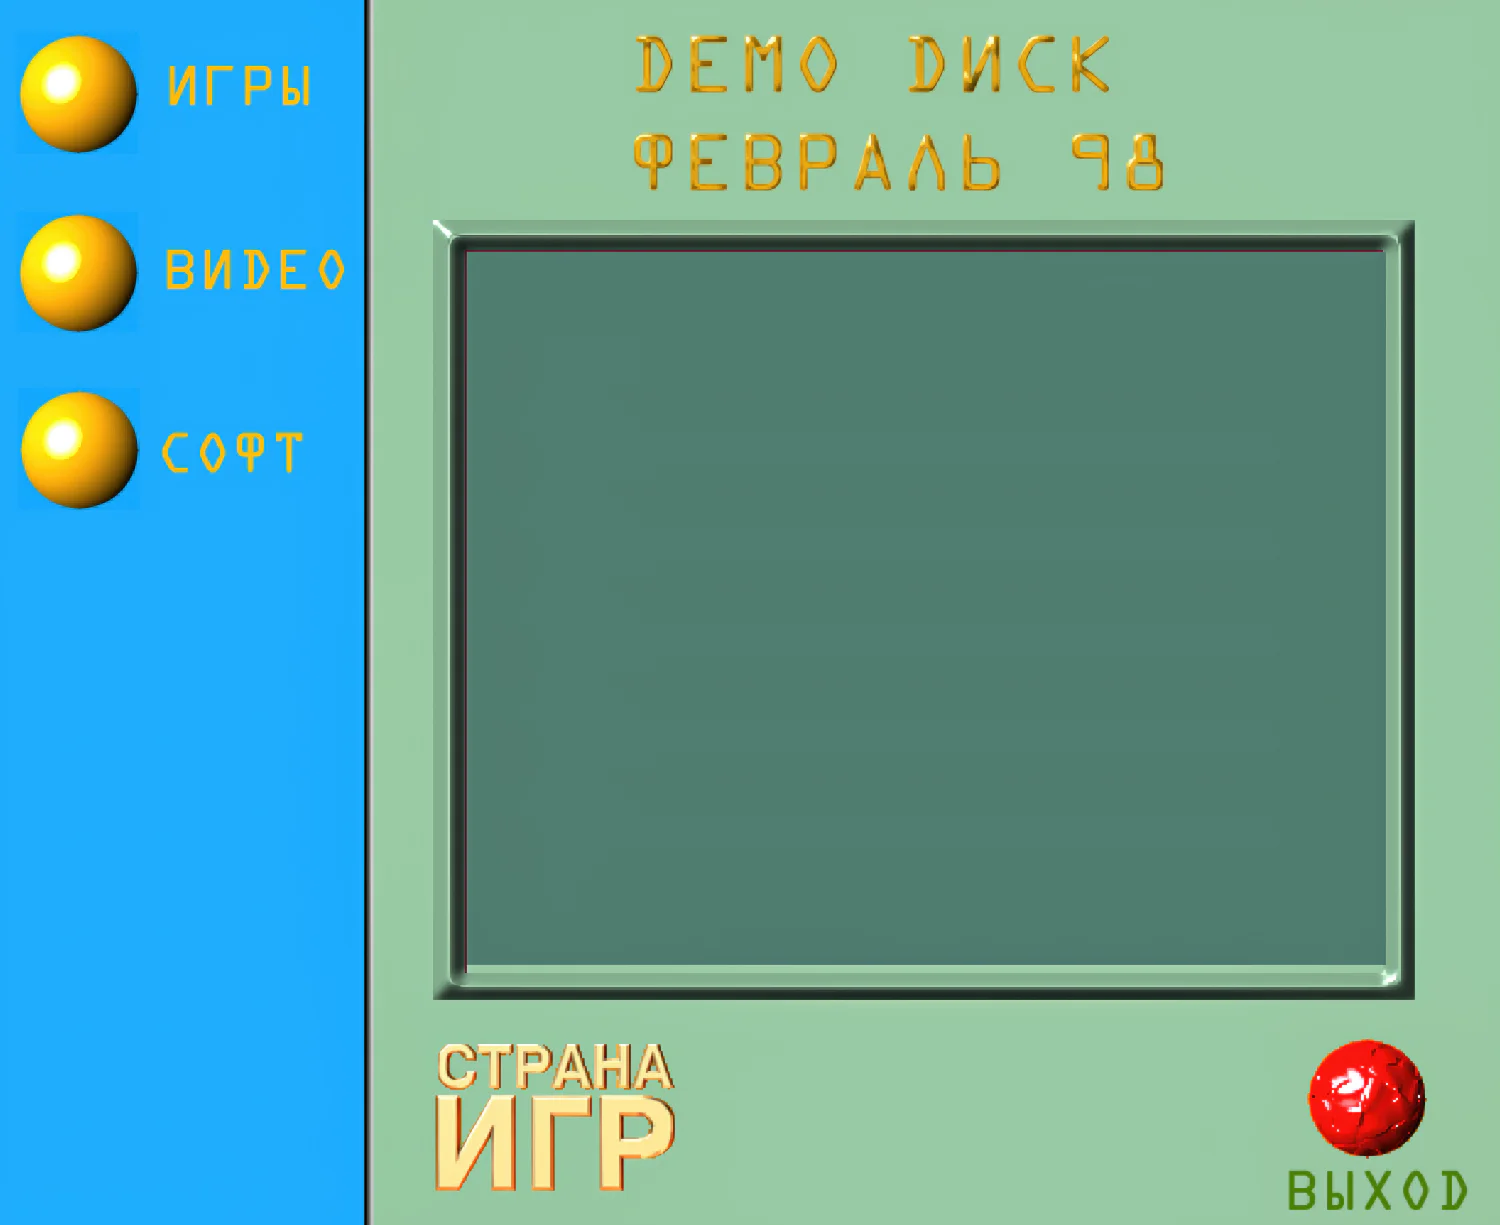 ИГРЫ
ВИДЕО
СОФТ
DEMO ДИСК
ФЕВРАЛЬ 98
СТРАНА
ИГР
ВЫХОД